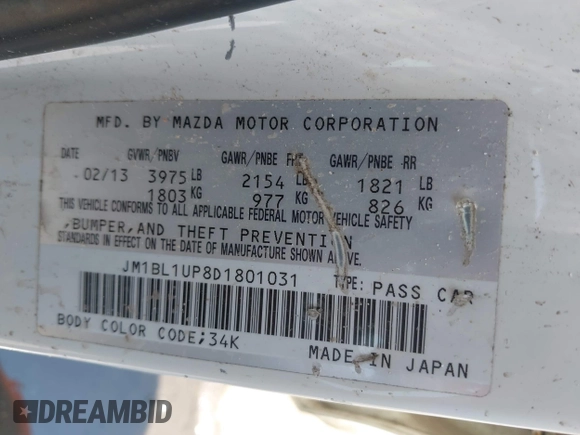 MFD. BY MAZDA MOTOR CORPORATION
DATE GVWR/PNBV GAWR/PNBE GAWR/PNBE RR
02/13 3975 LB 2154 LB 1821 LB
1803 KG 977 KG 826 KG
THIS VEHICLE CONFORMS TO ALL APPLICABLE FEDERAL MOTOR VEHICLE SAFETY
,BUMPER,AND THEFT PREVENTION
STANDARDS IN EFFECT ON THE DATE OF MANUFACTURE SHOWN ABOVE.
JM1BL1UP8D1801031 TYPE: PASS CAR
BODY COLOR CODE;34K
MADE IN JAPAN
DREAMBID